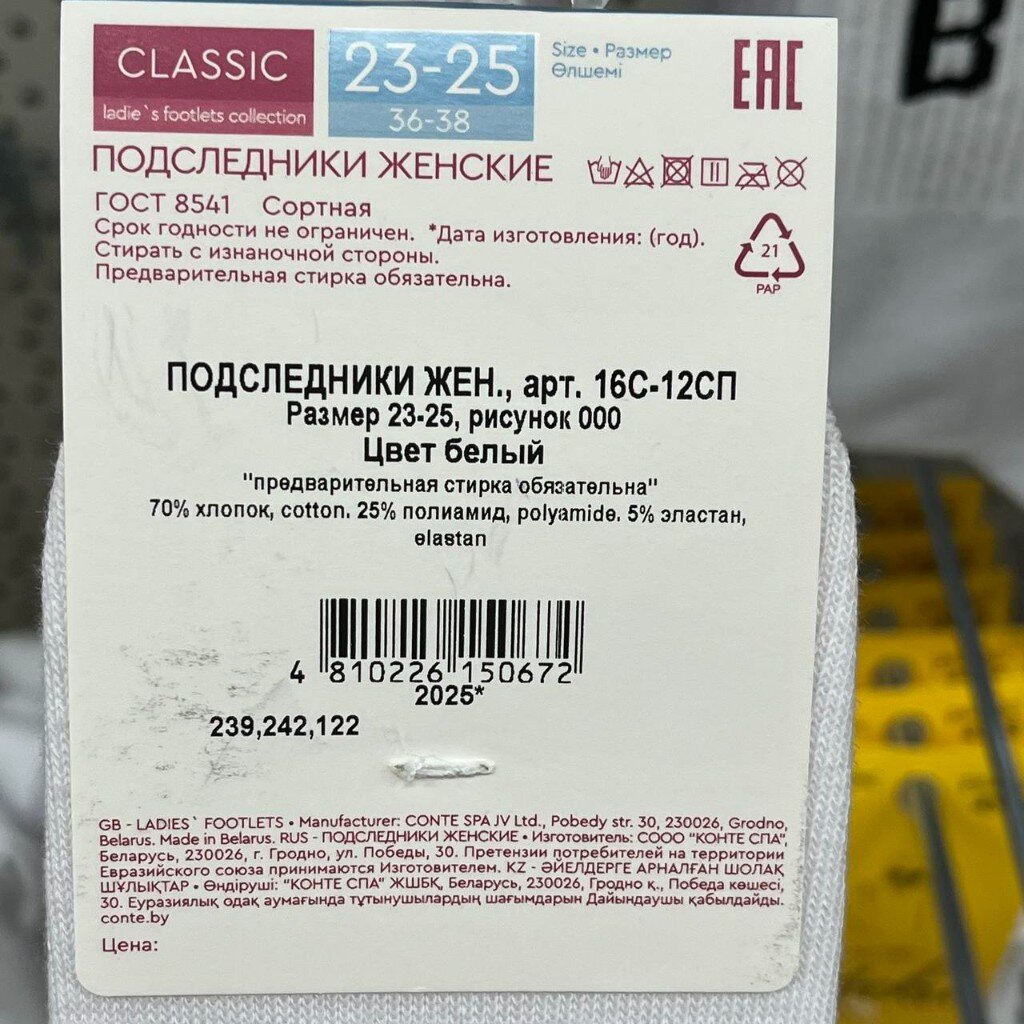 CLASSIC
ladie`s footlets collection
23-25
36-38
Size • Размер
Өлшемі
EAC
ПОДСЛЕДНИКИ ЖЕНСКИЕ
ГОСТ 8541 Сортная
Срок годности не ограничен. *Дата изготовления: (год).
Стирать с изнаночной стороны.
Предварительная стирка обязательна.
21
PAP
ПОДСЛЕДНИКИ ЖЕН., арт. 16С-12СП
Размер 23-25, рисунок 000
Цвет белый
"предварительная стирка обязательна"
70% хлопок, cotton. 25% полиамид, polyamide. 5% эластан,
elastan
4 810226 150672
2025*
239,242,122
GB - LADIES` FOOTLETS • Manufacturer: CONTE SPA JV Ltd., Pobedy str. 30, 230026, Grodno,
Belarus. Made in Belarus. RUS - ПОДСЛЕДНИКИ ЖЕНСКИЕ • Изготовитель: СООО "КОНТЕ СПА",
Беларусь, 230026, г. Гродно, ул. Победы, 30. Претензии потребителей на территории
Евразийского союза принимаются Изготовителем. KZ - ӘЙЕЛДЕРГЕ АРНАЛҒАН ШОЛАҚ
ШҰЛЫҚТАР • Өндіруші: "КОНТЕ СПА" ЖШБҚ, Беларусь, 230026, Гродно қ., Победа көшесі,
30. Еуразиялық одақ аумағында тұтынушылардың шағымдарын Дайындаушы қабылдайды.
conte.by
Цена:
B